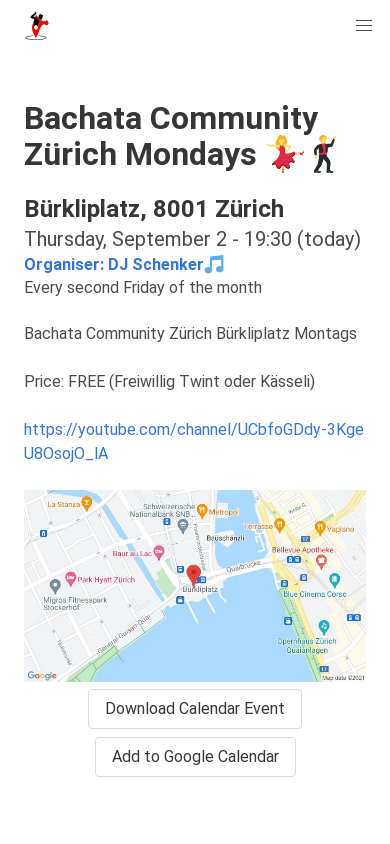 Bachata Community
Zürich Mondays 💃🕺
Bürkliplatz, 8001 Zürich
Thursday, September 2 - 19:30 (today)
Organiser: DJ Schenker🎵
Every second Friday of the month
Bachata Community Zürich Bürkliplatz Montags
Price: FREE (Freiwillig Twint oder Kässeli)
https://youtube.com/channel/UCbfoGDdy-3Kge
U8OsojO_lA
La Stanza
Schweizerische
Nationalbank SNB...
Metropol
Terrasse
Vapiano
Bauschänzli
Baur au Lac
Bellevue Apotheke
Quaibrücke
Park Hyatt Zürich
Bürkliplatz
Blue Cinema Corso
Migros Fitnesspark
Stockerhof
General-Guisan-Quai
Opernhaus Zürich
Quaianlagen
Google
Map data ©2021
Download Calendar Event
Add to Google Calendar